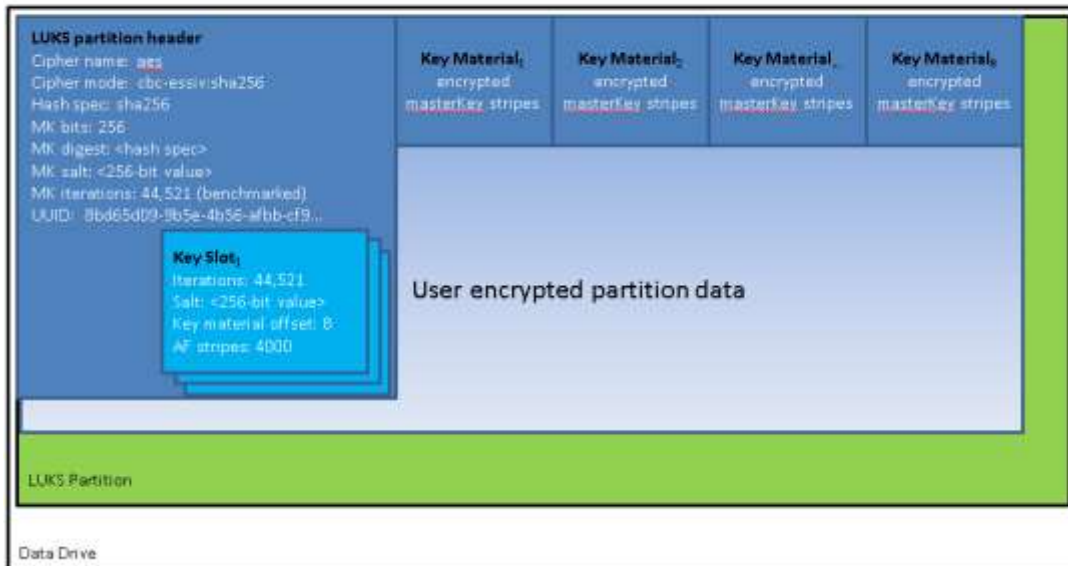 LUKS partition header
Cipher name: aes
Cipher mode: cbc-essiv:sha256
Hash spec: sha256
MK bits: 256
MK digest: <hash spec>
MK salt: <256-bit value>
MK iterations: 44,521 (benchmarked)
UUID: 8bd65d09-9b5e-4b56-afbb-cf9...
Key Slot₁
Iterations: 44,521
Salt: <256-bit value>
Key material offset: 8
AF stripes: 4000
Key Material₁
encrypted
masterKey stripes
Key Material₂
encrypted
masterKey stripes
Key Material
encrypted
masterKey stripes
Key Material₈
encrypted
masterKey stripes
User encrypted partition data
LUKS Partition
Data Drive